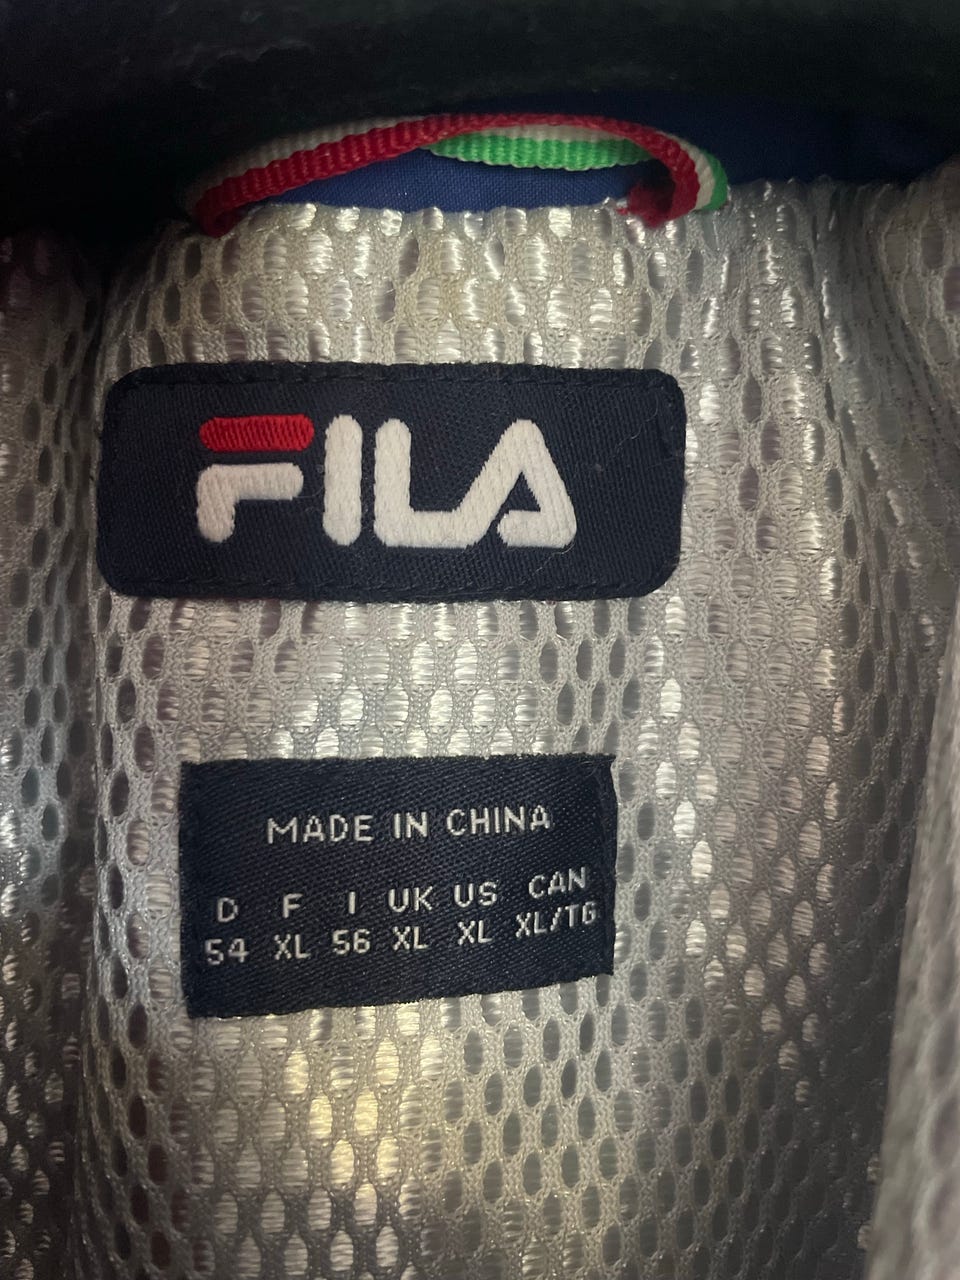 FILA
MADE IN CHINA
D F I UK US CAN
54 XL 56 XL XL XL/TG